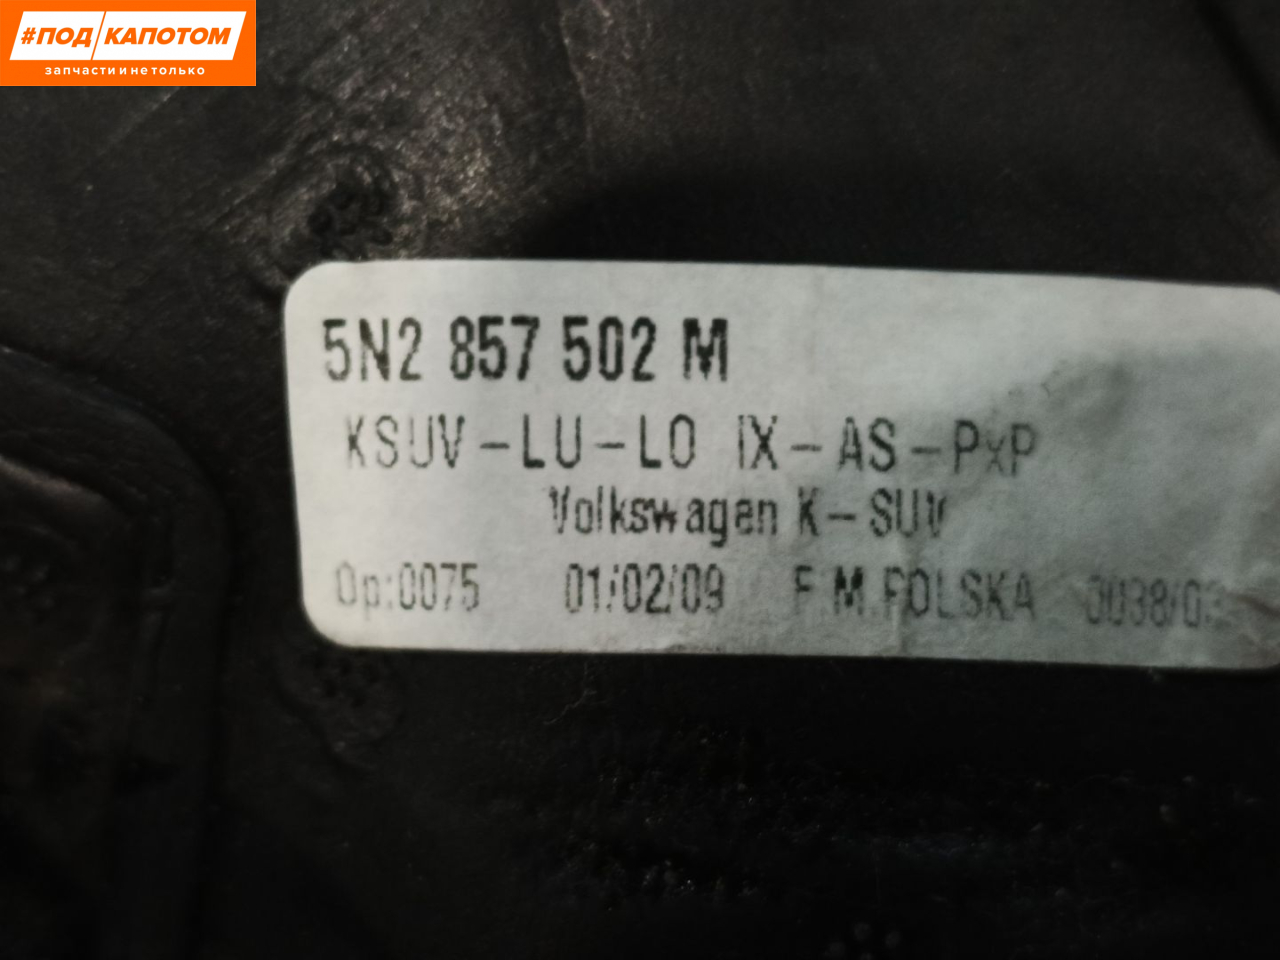 #ПОД КАПОТОМ
запчасти и не только
5N2 857 502 M
KSUV-LU-LO IX-AS-PxP
Volkswagen K-SUV
Op:0075 01/02/09 F.M.POLSKA